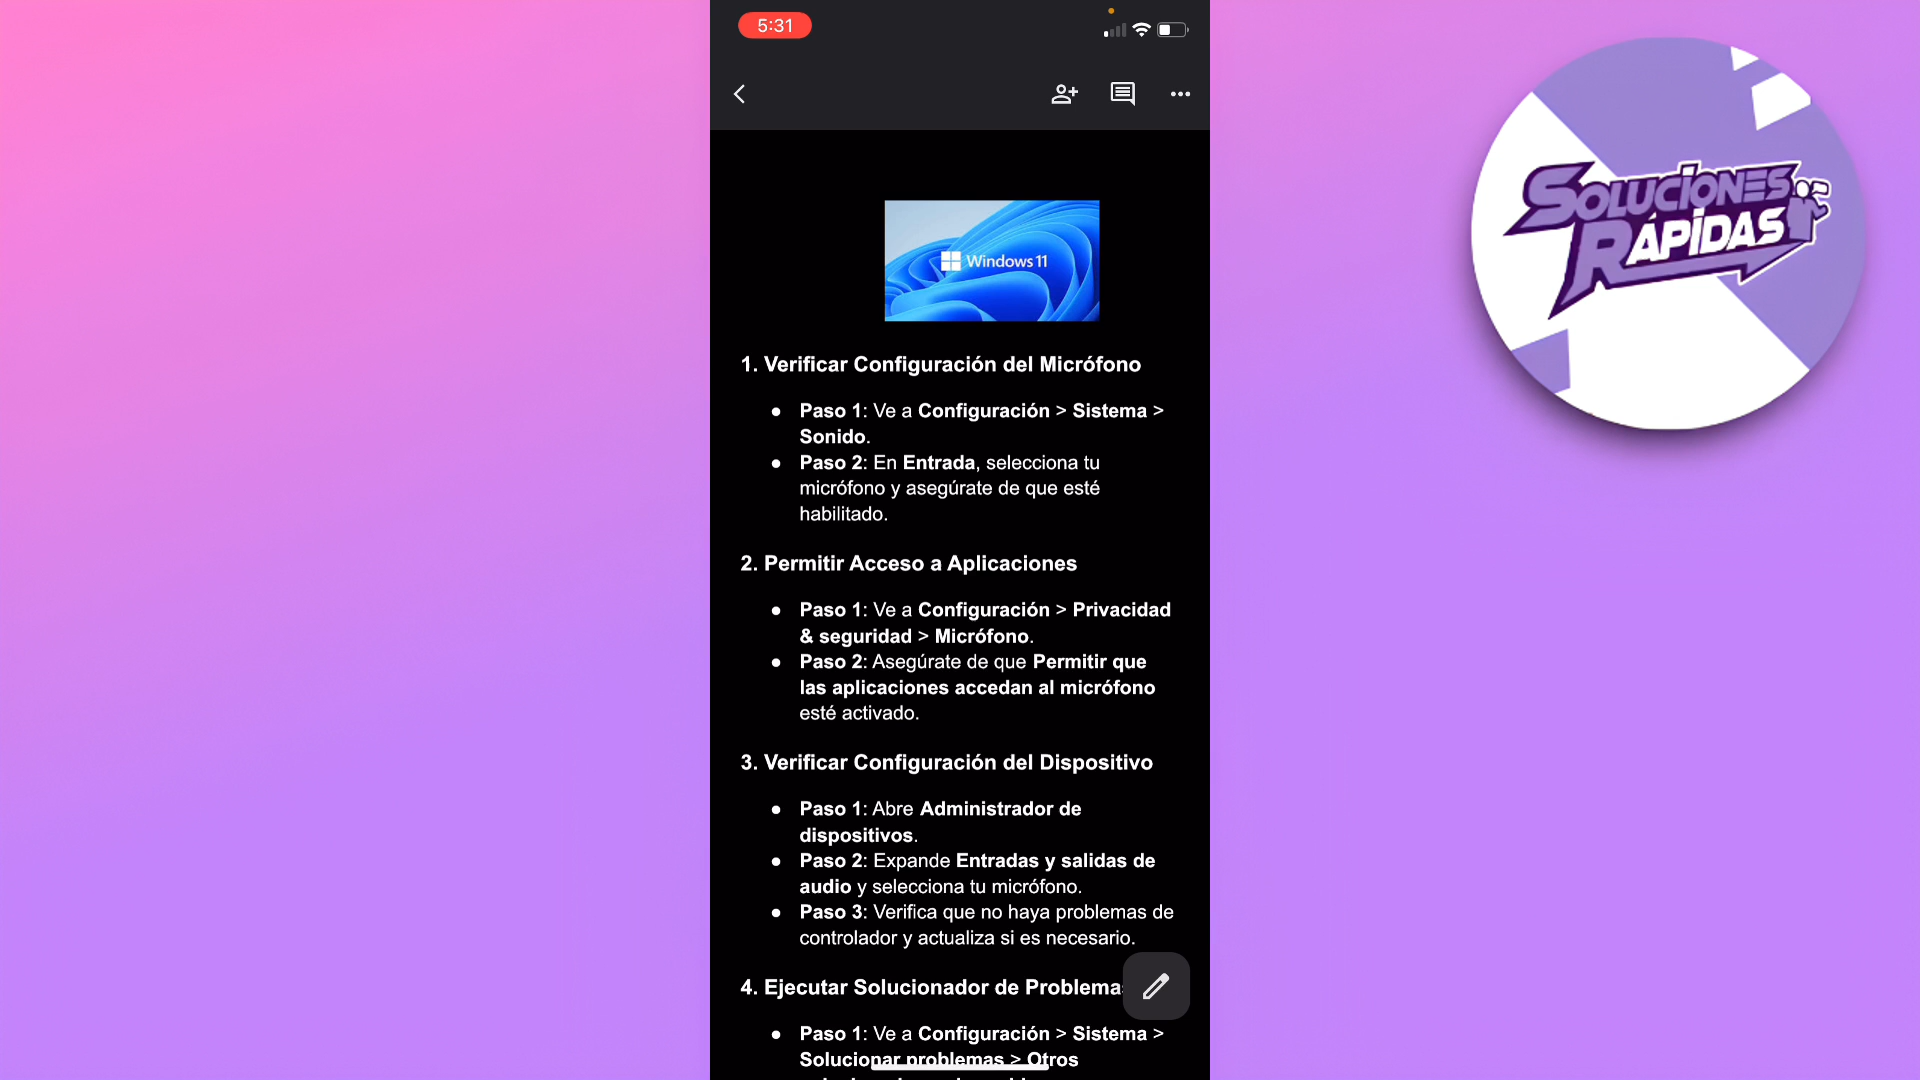 5:31
SOLUCIONES
RÁPIDAS
Windows 11
1. Verificar Configuración del Micrófono
● Paso 1: Ve a Configuración > Sistema >
Sonido.
● Paso 2: En Entrada, selecciona tu
micrófono y asegúrate de que esté
habilitado.
2. Permitir Acceso a Aplicaciones
● Paso 1: Ve a Configuración > Privacidad
& seguridad > Micrófono.
● Paso 2: Asegúrate de que Permitir que
las aplicaciones accedan al micrófono
esté activado.
3. Verificar Configuración del Dispositivo
● Paso 1: Abre Administrador de
dispositivos.
● Paso 2: Expande Entradas y salidas de
audio y selecciona tu micrófono.
● Paso 3: Verifica que no haya problemas de
controlador y actualiza si es necesario.
4. Ejecutar Solucionador de Problemas
● Paso 1: Ve a Configuración > Sistema >
Solucionar problemas > Otros